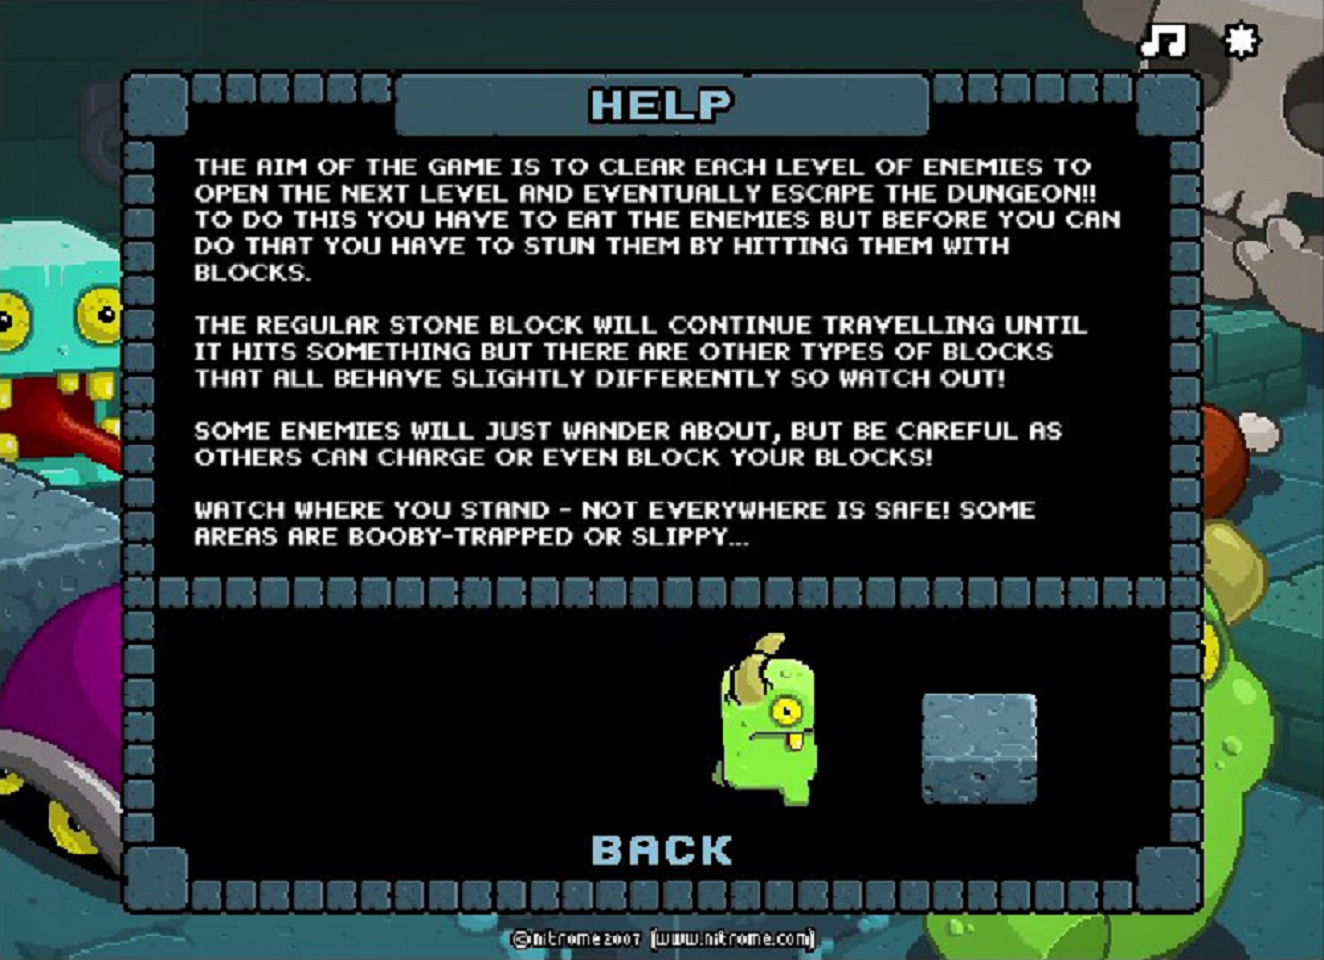 HELP
THE AIM OF THE GAME IS TO CLEAR EACH LEVEL OF ENEMIES TO
OPEN THE NEXT LEVEL AND EVENTUALLY ESCAPE THE DUNGEON!!
TO DO THIS YOU HAVE TO EAT THE ENEMIES BUT BEFORE YOU CAN
DO THAT YOU HAVE TO STUN THEM BY HITTING THEM WITH
BLOCKS.
THE REGULAR STONE BLOCK WILL CONTINUE TRAVELLING UNTIL
IT HITS SOMETHING BUT THERE ARE OTHER TYPES OF BLOCKS
THAT ALL BEHAVE SLIGHTLY DIFFERENTLY SO WATCH OUT!
SOME ENEMIES WILL JUST WANDER ABOUT, BUT BE CAREFUL AS
OTHERS CAN CHARGE OR EVEN BLOCK YOUR BLOCKS!
WATCH WHERE YOU STAND - NOT EVERYWHERE IS SAFE! SOME
AREAS ARE BOOBY-TRAPPED OR SLIPPY...
BACK
©nitrome2007 (www.nitrome.com)